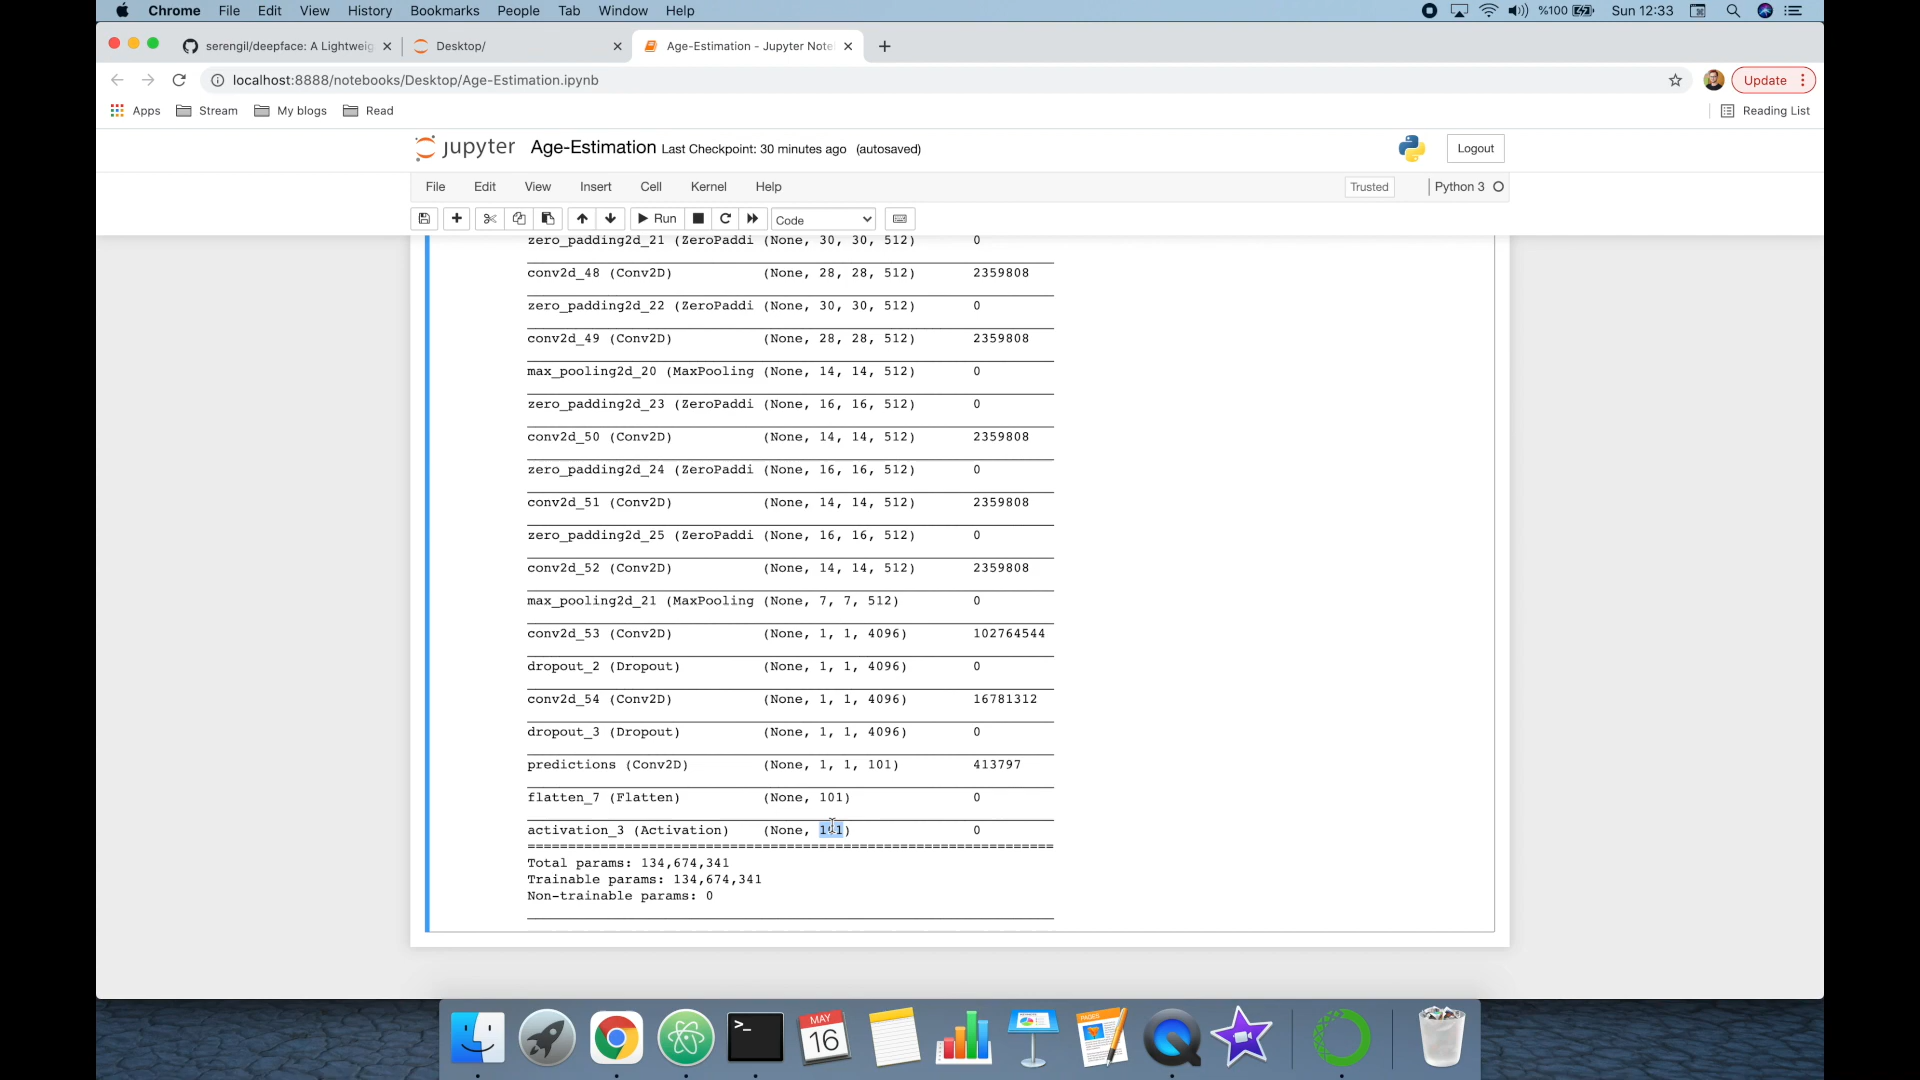 Chrome File Edit View History Bookmarks People Tab Window Help %100 Sun 12:33
serengil/deepface: A Lightweig Desktop/ Age-Estimation - Jupyter Note
localhost:8888/notebooks/Desktop/Age-Estimation.ipynb Update
Apps Stream My blogs Read Reading List
jupyter Age-Estimation Last Checkpoint: 30 minutes ago (autosaved) Logout
File Edit View Insert Cell Kernel Help Trusted Python 3
Run Code
zero_padding2d_21 (ZeroPaddi (None, 30, 30, 512) 0
conv2d_48 (Conv2D) (None, 28, 28, 512) 2359808
zero_padding2d_22 (ZeroPaddi (None, 30, 30, 512) 0
conv2d_49 (Conv2D) (None, 28, 28, 512) 2359808
max_pooling2d_20 (MaxPooling (None, 14, 14, 512) 0
zero_padding2d_23 (ZeroPaddi (None, 16, 16, 512) 0
conv2d_50 (Conv2D) (None, 14, 14, 512) 2359808
zero_padding2d_24 (ZeroPaddi (None, 16, 16, 512) 0
conv2d_51 (Conv2D) (None, 14, 14, 512) 2359808
zero_padding2d_25 (ZeroPaddi (None, 16, 16, 512) 0
conv2d_52 (Conv2D) (None, 14, 14, 512) 2359808
max_pooling2d_21 (MaxPooling (None, 7, 7, 512) 0
conv2d_53 (Conv2D) (None, 1, 1, 4096) 102764544
dropout_2 (Dropout) (None, 1, 1, 4096) 0
conv2d_54 (Conv2D) (None, 1, 1, 4096) 16781312
dropout_3 (Dropout) (None, 1, 1, 4096) 0
predictions (Conv2D) (None, 1, 1, 101) 413797
flatten_7 (Flatten) (None, 101) 0
activation_3 (Activation) (None, 101) 0
Total params: 134,674,341
Trainable params: 134,674,341
Non-trainable params: 0
MAY
16
PAGES